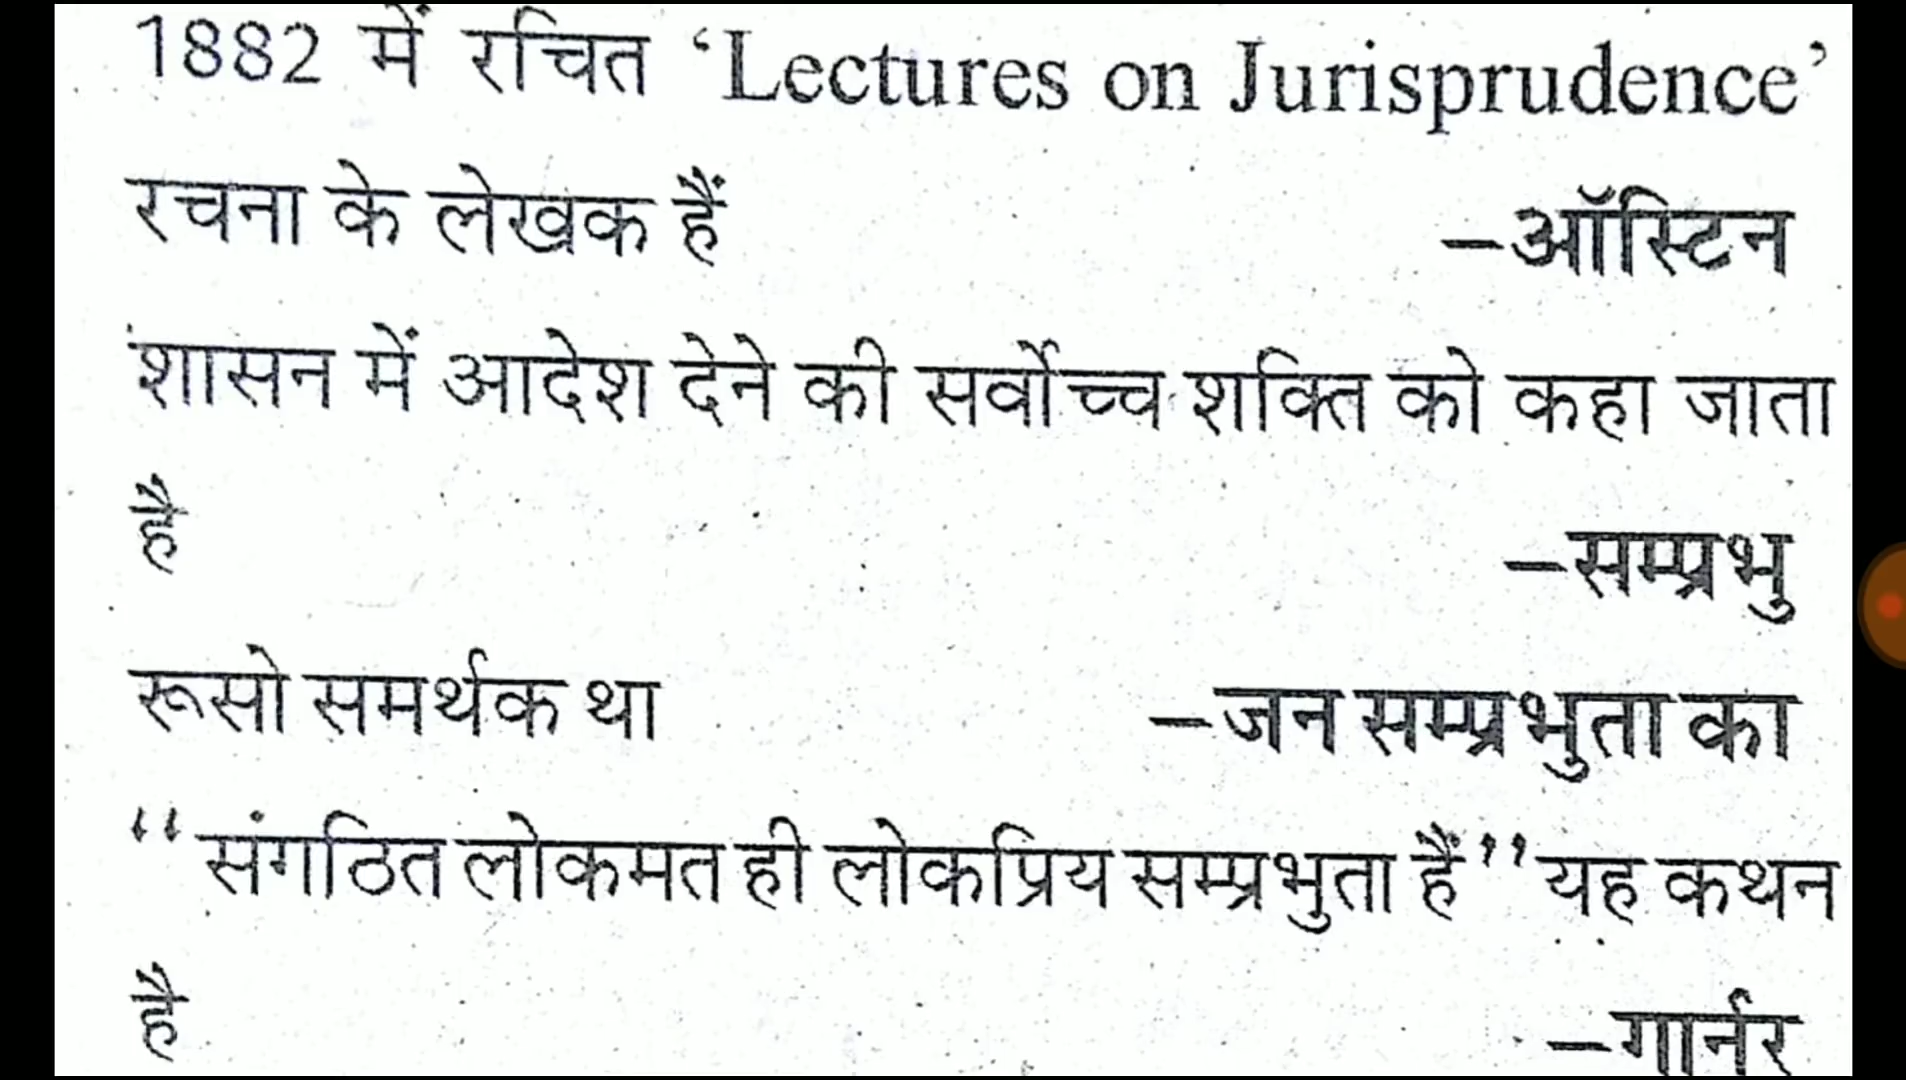 1882 में रचित ‘Lectures on Jurisprudence’
रचना के लेखक हैं –ऑस्टिन
शासन में आदेश देने की सर्वोच्च शक्ति को कहा जाता
है –सम्प्रभु
रूसो समर्थक था –जन सम्प्रभुता का
“संगठित लोकमत ही लोकप्रिय सम्प्रभुता हैं” यह कथन
है –गार्नर